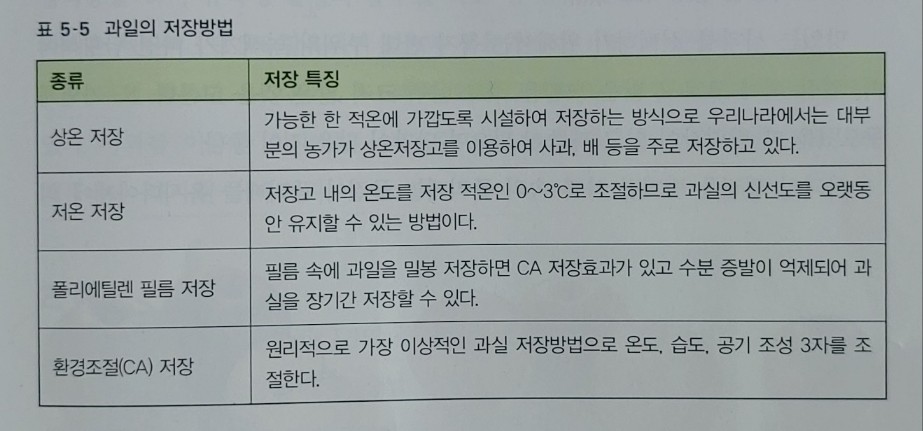 표 5-5 과일의 저장방법
종류
저장 특징
상온 저장
가능한 한 적온에 가깝도록 시설하여 저장하는 방식으로 우리나라에서는 대부
분의 농가가 상온저장고를 이용하여 사과, 배 등을 주로 저장하고 있다.
저온 저장
저장고 내의 온도를 저장 적온인 0~3℃로 조절하므로 과실의 신선도를 오랫동
안 유지할 수 있는 방법이다.
폴리에틸렌 필름 저장
필름 속에 과일을 밀봉 저장하면 CA 저장효과가 있고 수분 증발이 억제되어 과
실을 장기간 저장할 수 있다.
환경조절(CA) 저장
원리적으로 가장 이상적인 과실 저장방법으로 온도, 습도, 공기 조성 3자를 조
절한다.